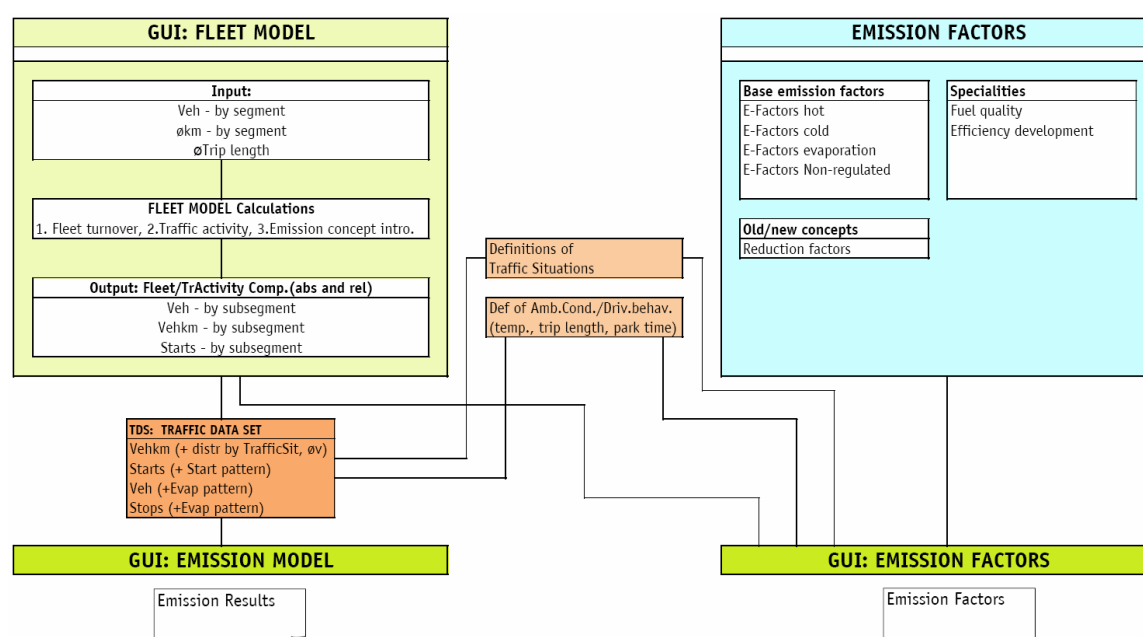 GUI: FLEET MODEL
Input:
Veh - by segment
økm - by segment
øTrip length
FLEET MODEL Calculations
1. Fleet turnover, 2.Traffic activity, 3.Emission concept intro.
Output: Fleet/TrActivity Comp.(abs and rel)
Veh - by subsegment
Vehkm - by subsegment
Starts - by subsegment
EMISSION FACTORS
Base emission factors
E-Factors hot
E-Factors cold
E-Factors evaporation
E-Factors Non-regulated
Specialities
Fuel quality
Efficiency development
Old/new concepts
Reduction factors
Definitions of
Traffic Situations
Def of Amb.Cond./Driv.behav.
(temp., trip length, park time)
TDS: TRAFFIC DATA SET
Vehkm (+ distr by TrafficSit, øv)
Starts (+ Start pattern)
Veh (+Evap pattern)
Stops (+Evap pattern)
GUI: EMISSION MODEL
Emission Results
GUI: EMISSION FACTORS
Emission Factors